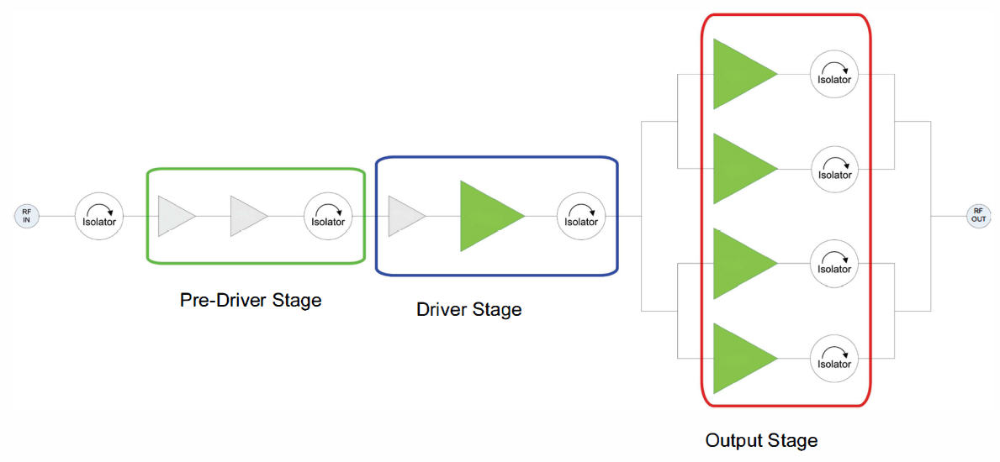 RF
IN
Isolator
Isolator
Pre-Driver Stage
Isolator
Driver Stage
Isolator
Isolator
Isolator
Isolator
Output Stage
RF
OUT